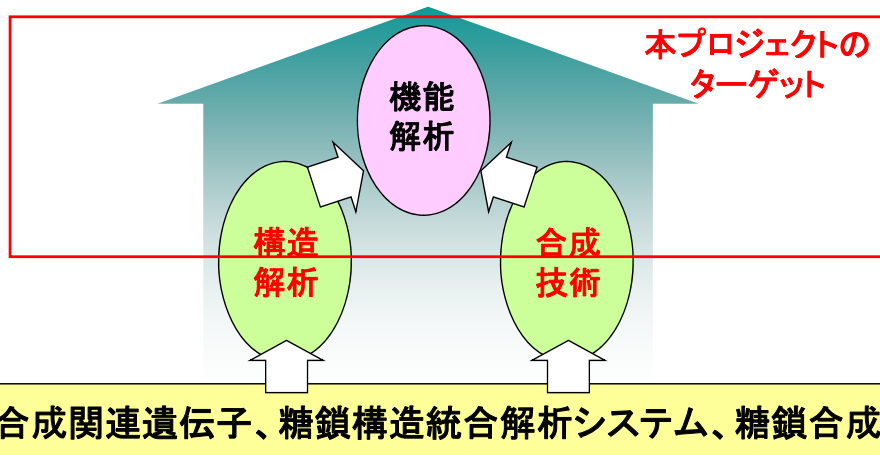 本プロジェクトの
ターゲット
機能
解析
構造
解析
合成
技術
合成関連遺伝子、糖鎖構造統合解析システム、糖鎖合成